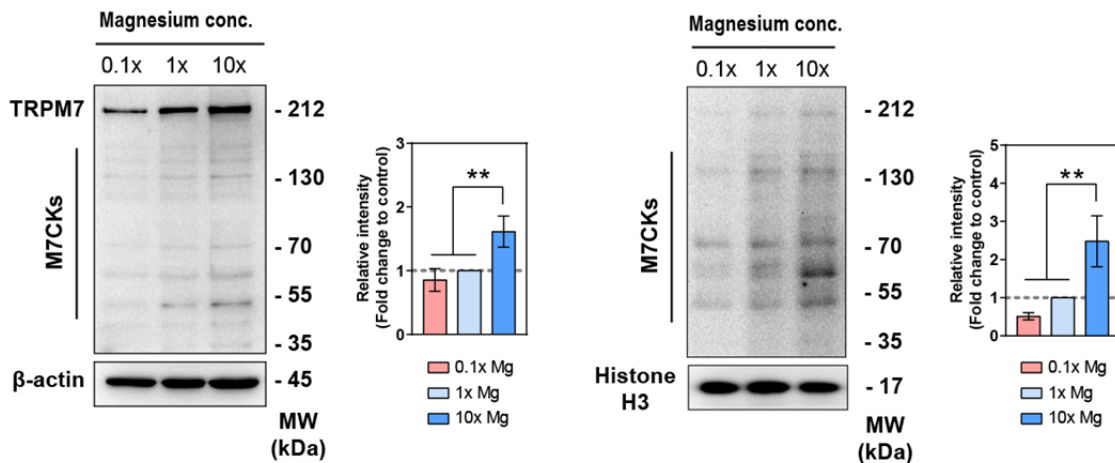 Magnesium conc.
0.1x 1x 10x
TRPM7
M7CKs
- 212
- 130
- 70
- 55
- 35
β-actin
- 45
MW
(kDa)
Relative intensity
(Fold change to control)
3
2
1
0
**
0.1x Mg
1x Mg
10x Mg
Magnesium conc.
0.1x 1x 10x
M7CKs
- 212
- 130
- 70
- 55
- 35
Histone
H3
- 17
MW
(kDa)
Relative intensity
(Fold change to control)
5
4
3
2
1
0
**
0.1x Mg
1x Mg
10x Mg